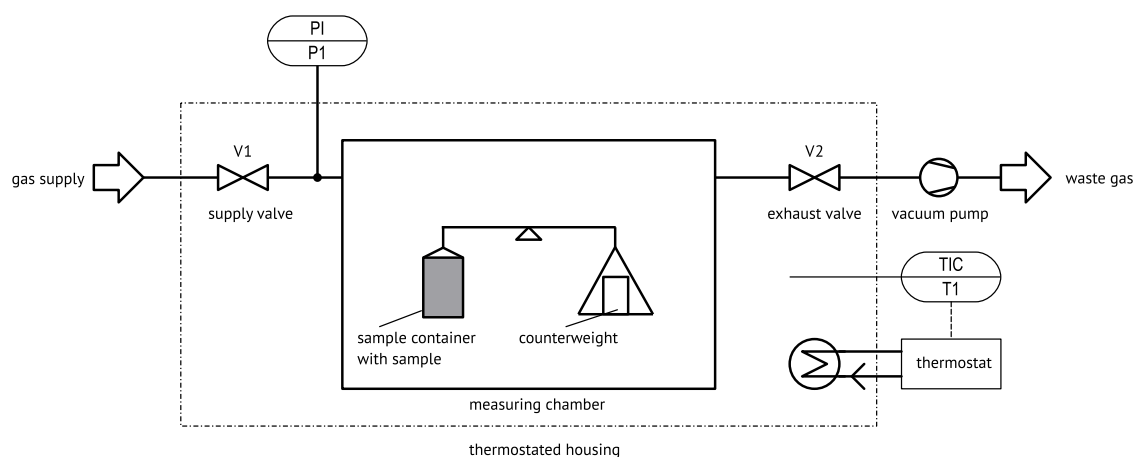 PI
P1
V1
V2
gas supply
waste gas
supply valve
exhaust valve
vacuum pump
TIC
T1
sample container
with sample
counterweight
thermostat
measuring chamber
thermostated housing